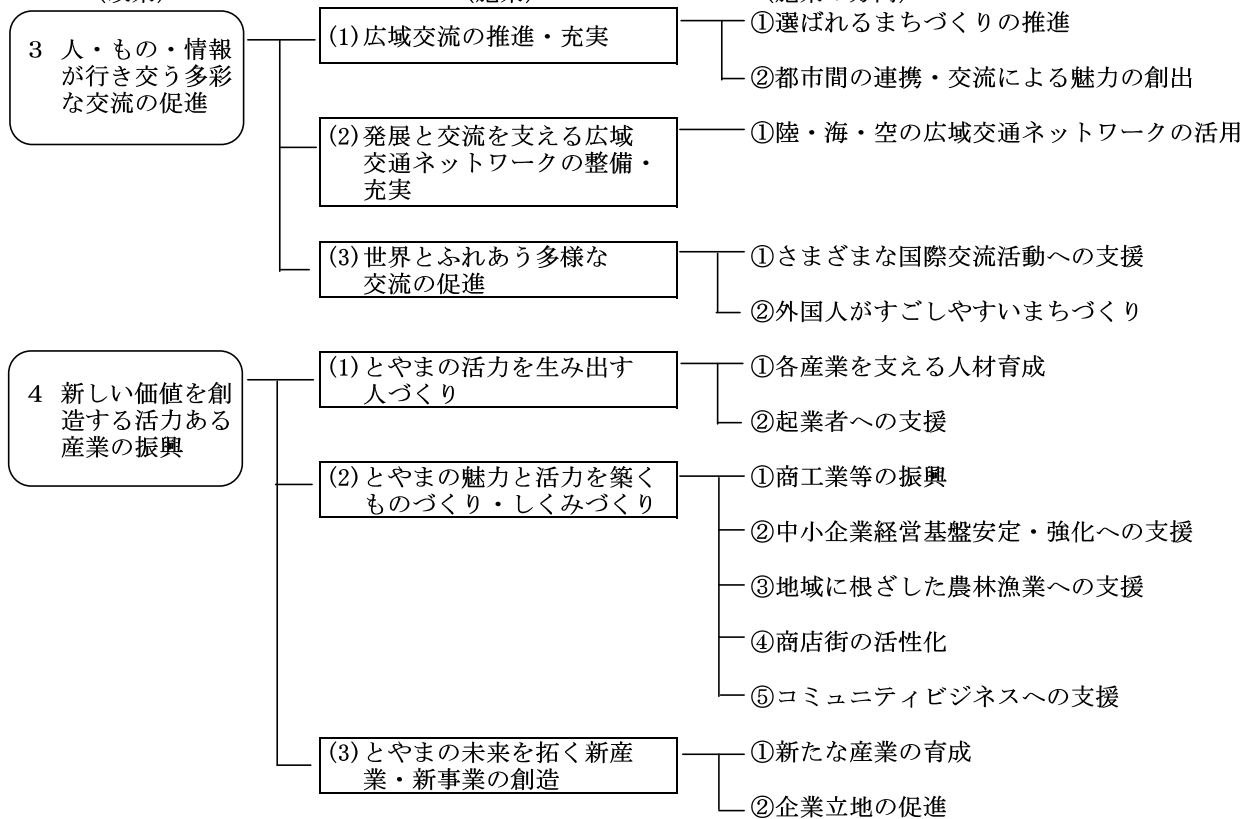 3 人・もの・情報
が行き交う多彩
な交流の促進
(1)広域交流の推進・充実
①選ばれるまちづくりの推進
②都市間の連携・交流による魅力の創出
(2)発展と交流を支える広域
交通ネットワークの整備・
充実
①陸・海・空の広域交通ネットワークの活用
(3)世界とふれあう多様な
交流の促進
①さまざまな国際交流活動への支援
②外国人がすごしやすいまちづくり
4 新しい価値を創
造する活力ある
産業の振興
(1)とやまの活力を生み出す
人づくり
①各産業を支える人材育成
②起業者への支援
(2)とやまの魅力と活力を築く
ものづくり・しくみづくり
①商工業等の振興
②中小企業経営基盤安定・強化への支援
③地域に根ざした農林漁業への支援
④商店街の活性化
⑤コミュニティビジネスへの支援
(3)とやまの未来を拓く新産
業・新事業の創造
①新たな産業の育成
②企業立地の促進